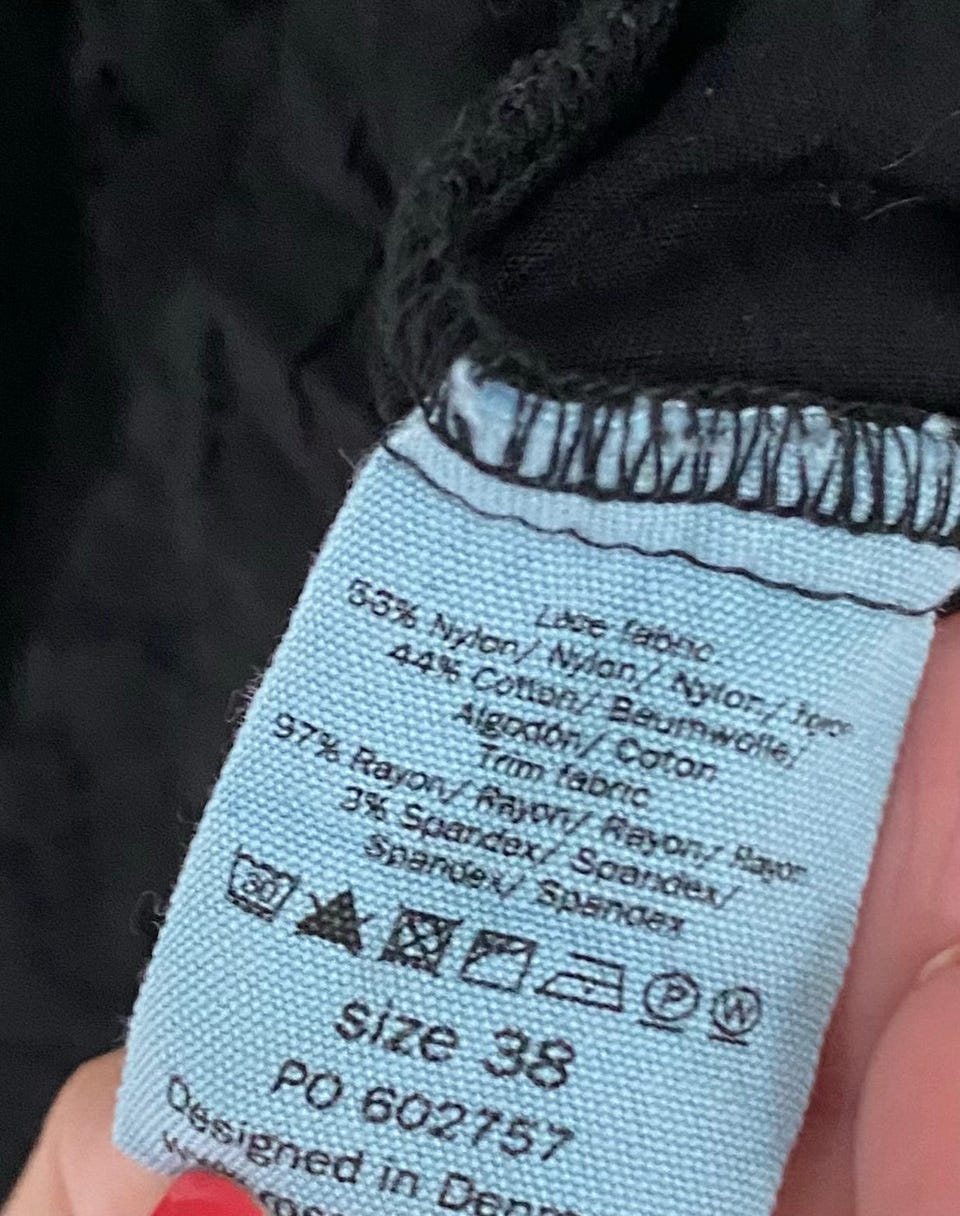 Lace fabric:
Nylon/ Nylon/ Nylon/
44% Cotton/ Baumwolle/
Algodón/ Coton
Trim fabric
97% Rayon/ Rayon/ Rayon/ Rayon
3% Spandex/ Spandex/
Spandex/ Spandex
30 P W
size 38
PO 602757
Designed in